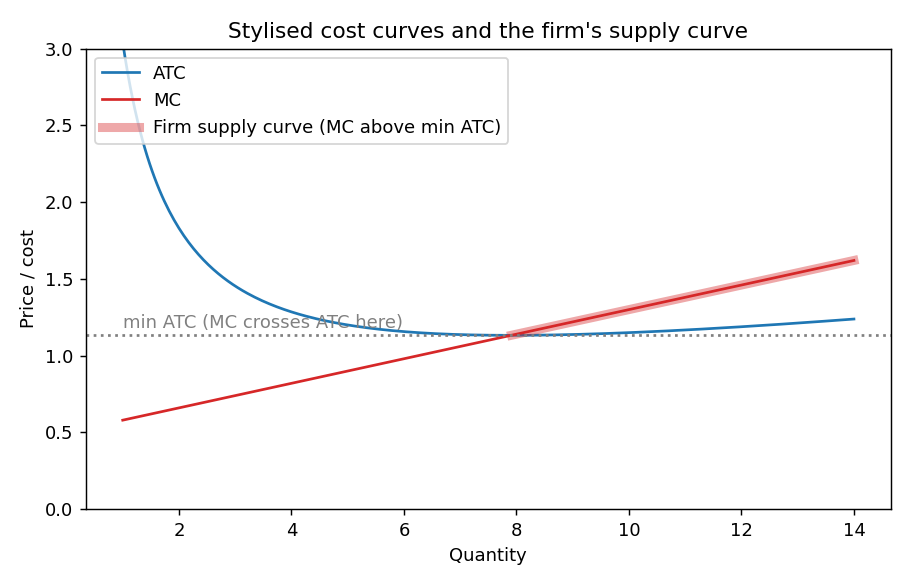 Stylised cost curves and the firm's supply curve
3.0
2.5
2.0
1.5
1.0
0.5
0.0
Price / cost
ATC
MC
Firm supply curve (MC above min ATC)
min ATC (MC crosses ATC here)
2 4 6 8 10 12 14
Quantity